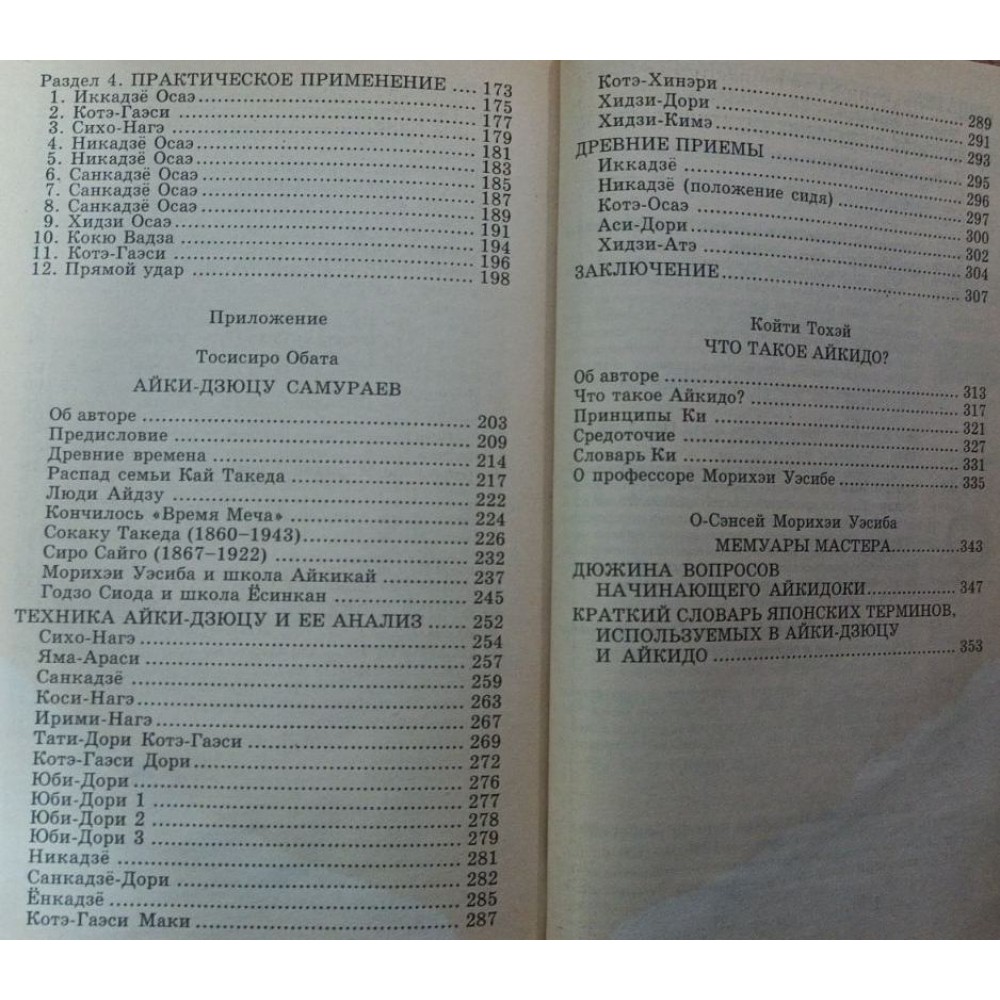 Раздел 4. ПРАКТИЧЕСКОЕ ПРИМЕНЕНИЕ .... 173
1. Иккадзё Осаэ ........ 175
2. Котэ-Гаэси ........ 177
3. Сихо-Нагэ ........ 179
4. Никадзё Осаэ ........ 181
5. Никадзё Осаэ ........ 183
6. Санкадзё Осаэ ........ 185
7. Санкадзё Осаэ ........ 187
8. Санкадзё Осаэ ........ 189
9. Хидзи Осаэ ........ 191
10. Кокю Вадза ........ 194
11. Котэ-Гаэси ........ 196
12. Прямой удар ........ 198
Приложение
Тосисиро Обата
АЙКИ-ДЗЮЦУ САМУРАЕВ
Об авторе ........ 203
Предисловие ........ 209
Древние времена ........ 214
Распад семьи Кай Такеда ........ 217
Люди Айдзу ........ 222
Кончилось «Время Меча» ........ 224
Сокаку Такеда (1860–1943) ........ 226
Сиро Сайго (1867–1922) ........ 232
Морихэи Уэсиба и школа Айкикай ........ 237
Годзо Сиода и школа Ёсинкан ........ 245
ТЕХНИКА АЙКИ-ДЗЮЦУ И ЕЕ АНАЛИЗ ...... 252
Сихо-Нагэ ........ 254
Яма-Араси ........ 257
Санкадзё ........ 259
Коси-Нагэ ........ 263
Ирими-Нагэ ........ 267
Тати-Дори Котэ-Гаэси ........ 269
Котэ-Гаэси Дори ........ 272
Юби-Дори ........ 276
Юби-Дори 1 ........ 277
Юби-Дори 2 ........ 278
Юби-Дори 3 ........ 279
Никадзё ........ 281
Санкадзё-Дори ........ 282
Ёнкадзё ........ 285
Котэ-Гаэси Маки ........ 287
Котэ-Хинэри ........ 289
Хидзи-Дори ........ 291
Хидзи-Кимэ ........ 293
ДРЕВНИЕ ПРИЕМЫ ........ 295
Иккадзё ........ 296
Никадзё (положение сидя) ........ 297
Котэ-Осаэ ........ 300
Аси-Дори ........ 302
Хидзи-Атэ ........ 304
ЗАКЛЮЧЕНИЕ ........ 307
Койти Тохэй
ЧТО ТАКОЕ АЙКИДО?
Об авторе ........ 313
Что такое Айкидо? ........ 317
Принципы Ки ........ 321
Средоточие ........ 327
Словарь Ки ........ 331
О профессоре Морихэи Уэсибе ........ 335
О-Сэнсей Морихэи Уэсиба
МЕМУАРЫ МАСТЕРА ........ 343
ДЮЖИНА ВОПРОСОВ
НАЧИНАЮЩЕГО АЙКИДОКИ ........ 347
КРАТКИЙ СЛОВАРЬ ЯПОНСКИХ ТЕРМИНОВ,
ИСПОЛЬЗУЕМЫХ В АЙКИ-ДЗЮЦУ
И АЙКИДО ........ 353